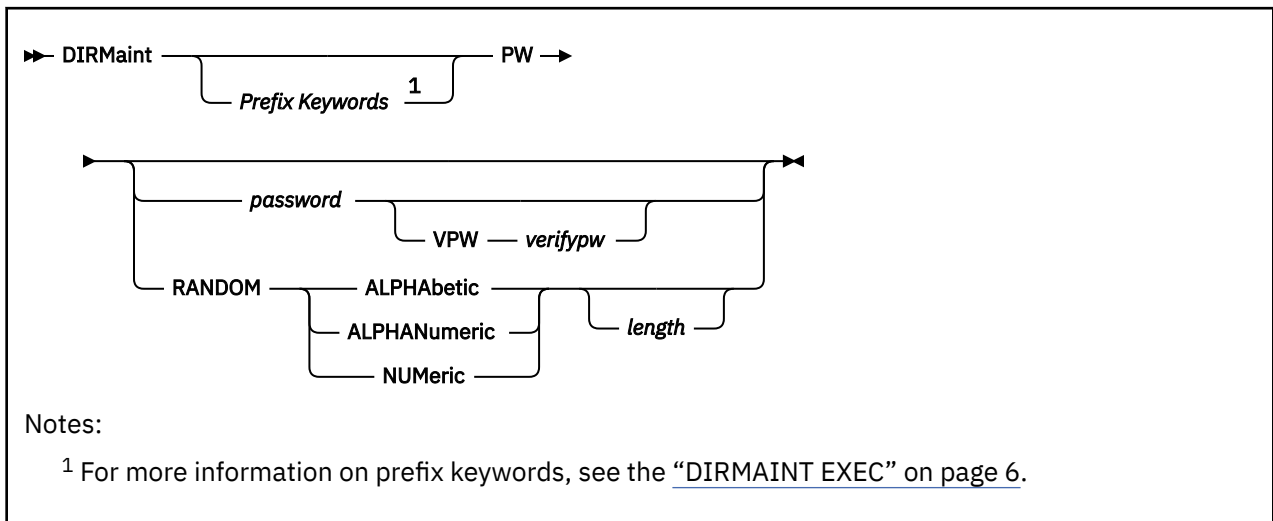 DIRMaint PW
Prefix Keywords 1
password
VPW verifypw
RANDOM ALPHAbetic
length
ALPHANumeric
NUMeric
Notes:
1 For more information on prefix keywords, see the “DIRMAINT EXEC” on page 6.